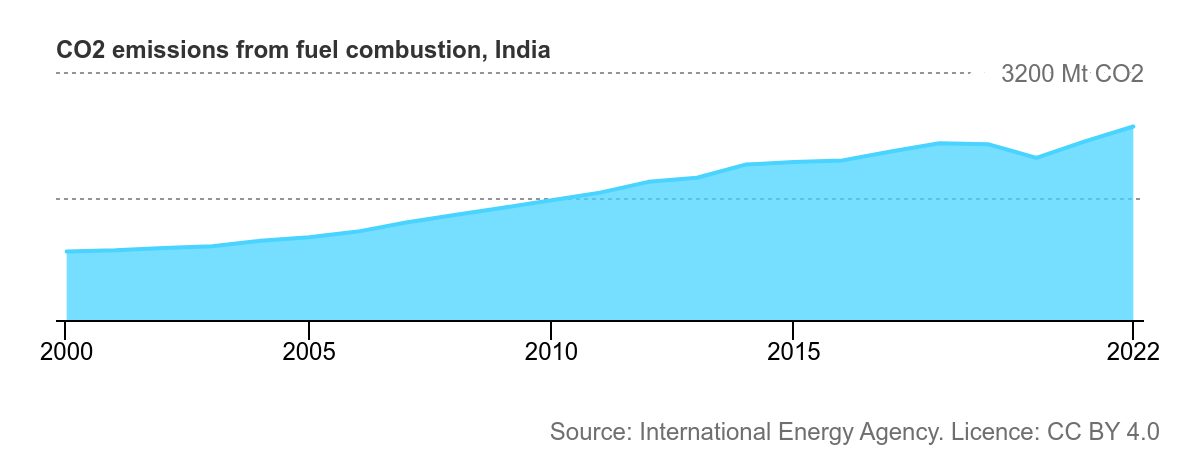 CO2 emissions from fuel combustion, India
3200 Mt CO2
2000 2005 2010 2015 2022
Source: International Energy Agency. Licence: CC BY 4.0